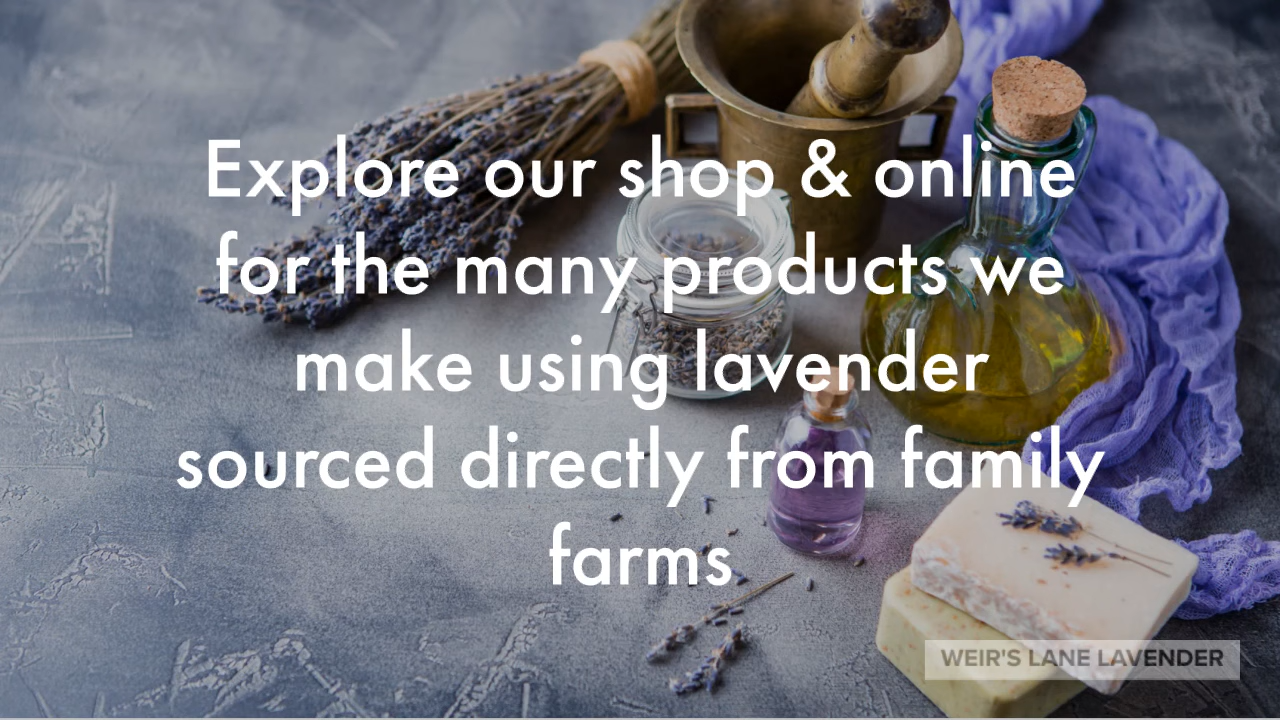 Explore our shop & online
for the many products we
make using lavender
sourced directly from family
farms
WEIR'S LANE LAVENDER